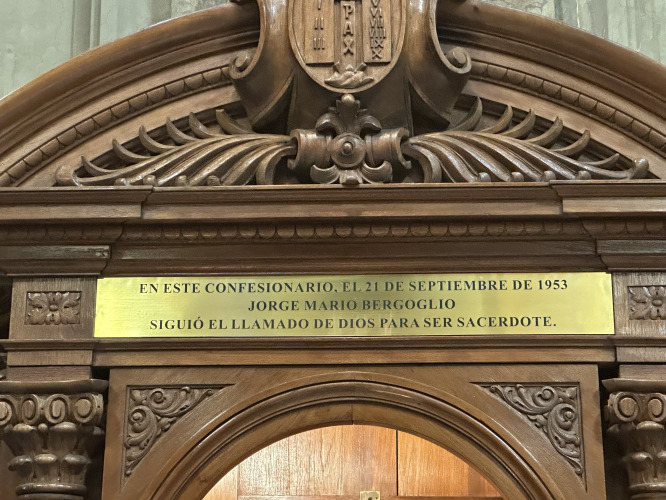 PAX
EN ESTE CONFESIONARIO, EL 21 DE SEPTIEMBRE DE 1953
JORGE MARIO BERGOGLIO
SIGUIÓ EL LLAMADO DE DIOS PARA SER SACERDOTE.